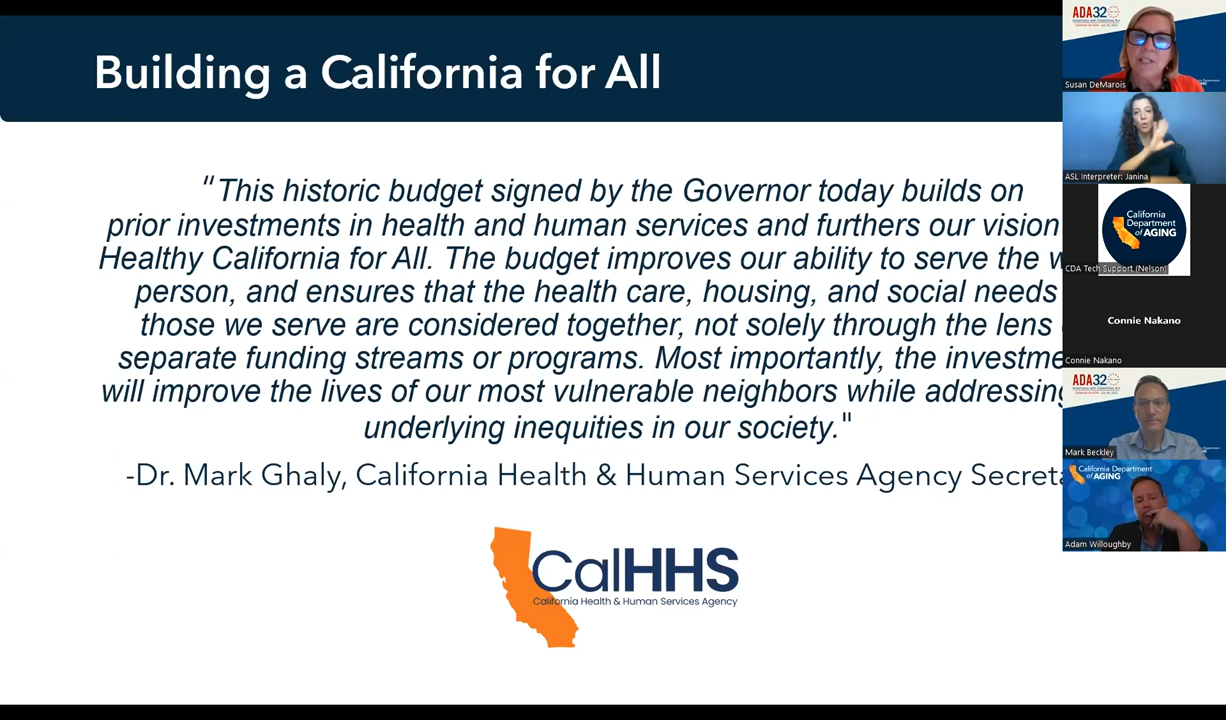 Building a California for All
"This historic budget signed by the Governor today builds on
prior investments in health and human services and furthers our vision
Healthy California for All. The budget improves our ability to serve the
person, and ensures that the health care, housing, and social needs
those we serve are considered together, not solely through the lens
separate funding streams or programs. Most importantly, the
will improve the lives of our most vulnerable neighbors while addressing
underlying inequities in our society."
-Dr. Mark Ghaly, California Health & Human Services Agency
CalHHS
California Health & Human Services Agency
ADA32
Susan DeMarois
ASL Interpreter: Janina
California
Department
of AGING
CDA Tech Support (Nelson)
Connie Nakano
Connie Nakano
ADA32
Mark Beckley
California Department
of AGING
Adam Willoughby